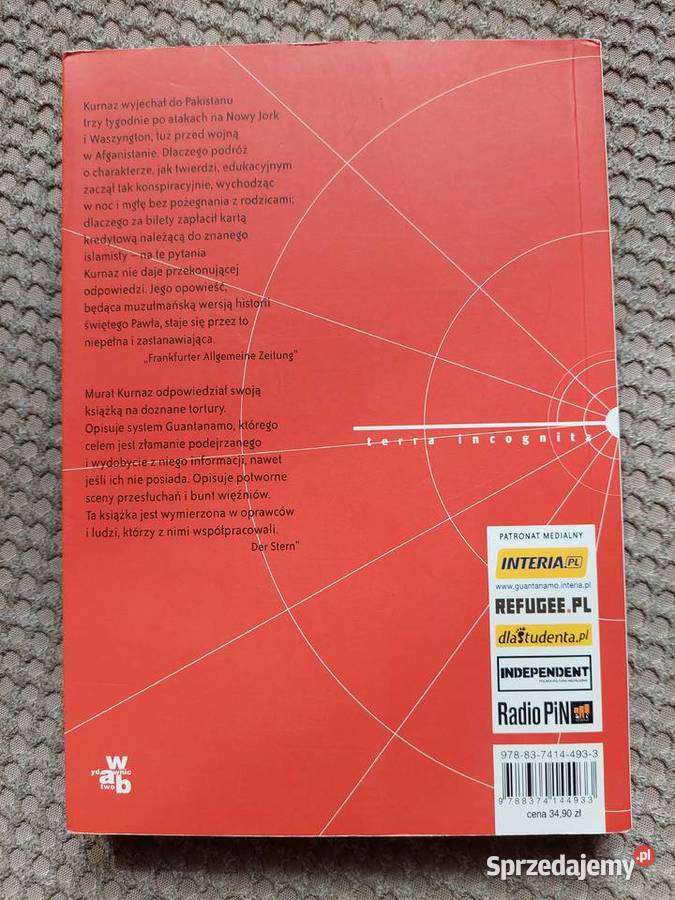 Kurnaz wyjechał do Pakistanu
trzy tygodnie po atakach na Nowy Jork
i Waszyngton, tuż przed wojną
w Afganistanie. Dlaczego podróż
o charakterze, jak twierdzi, edukacyjnym
zaczął tak konspiracyjnie, wychodząc
w noc i mgłę bez pożegnania z rodzicami;
dlaczego za bilety zapłacił kartą
kredytową należącą do znanego
islamisty – na te pytania
Kurnaz nie daje przekonującej
odpowiedzi. Jego opowieść,
będąca muzułmańską wersją historii
świętego Pawła, staje się przez to
niepełna i zastanawiająca.
„Frankfurter Allgemeine Zeitung"
Murat Kurnaz odpowiedział swoją
książką na doznane tortury.
Opisuje system Guantanamo, którego
celem jest złamanie podejrzanego
i wydobycie z niego informacji, nawet
jeśli ich nie posiada. Opisuje potworne
sceny przesłuchań i bunt więźniów.
Ta książka jest wymierzona w oprawców
i ludzi, którzy z nimi współpracowali.
Der Stern"
terra incognita
PATRONAT MEDIALNY
INTERIA.PL
www.guantanamo.interia.pl
REFUGEE.PL
dlaStudenta.pl
INDEPENDENT
Radio PiN
978-83-7414-493-3
9 788374 144933
cena 34,90 zł
wydawnictwo
wab
Sprzedajemy.pl